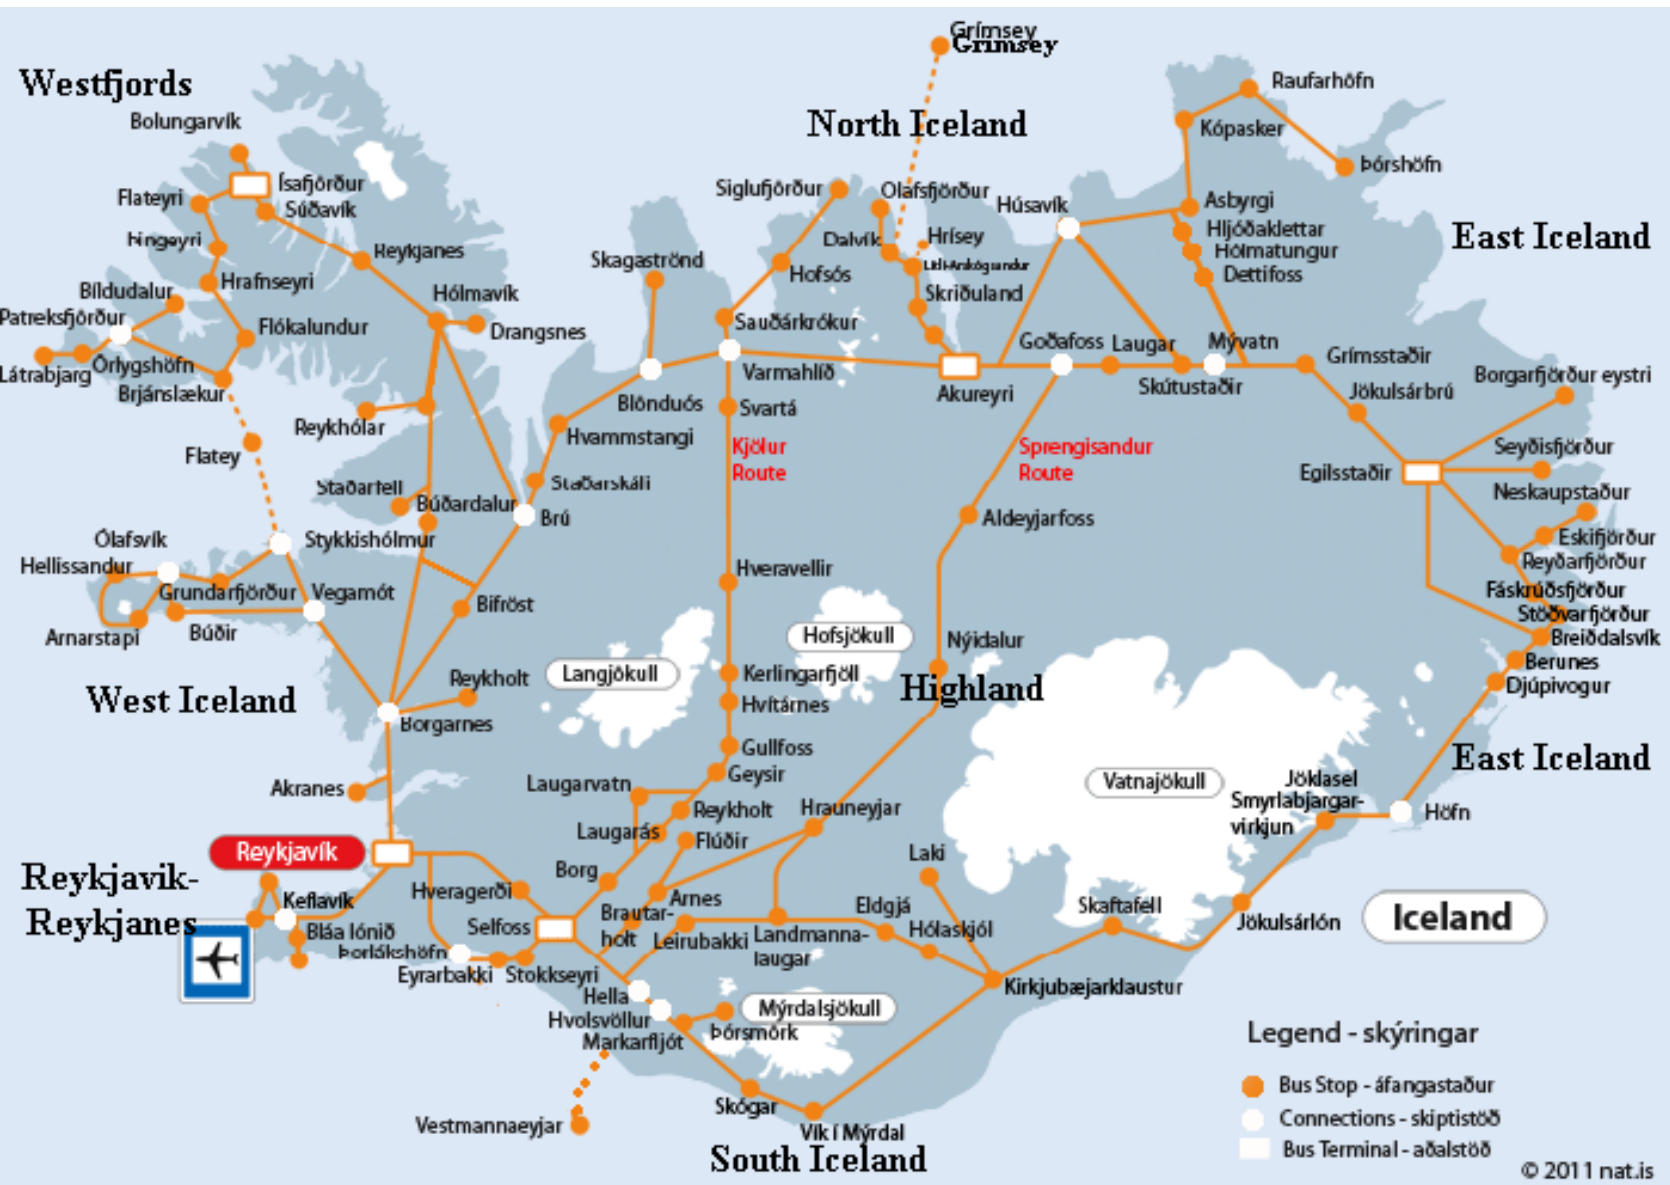 Grímsey
Grimsey
Westfjords
Bolungarvík
North Iceland
Raufarhöfn
Kópasker
Þórshöfn
Ísafjörður
Flateyri
Súðavík
Siglufjörður
Olafsfjörður
Húsavík
Asbyrgi
Hljóðaklettar
Hólmatungur
Dettifoss
East Iceland
Þingeyri
Reykjanes
Skagaströnd
Dalvík
Hrísey
Hofsós
Hrafnseyri
Bíldudalur
Hólmavík
Skriðuland
Patreksfjörður
Flókalundur
Drangsnes
Sauðárkrókur
Goðafoss
Laugar
Mývatn
Grímsstaðir
Örlygshöfn
Látrabjarg
Brjánslækur
Varmahlíð
Akureyri
Skútustaðir
Jökulsárbrú
Borgarfjörður eystri
Blönduós
Svartá
Reykhólar
Hvammstangi
Kjölur
Route
Sprengisandur
Route
Seyðisfjörður
Flatey
Egilsstaðir
Staðarfell
Staðarskáli
Neskaupstaður
Búðardalur
Brú
Aldeyjarfoss
Ólafsvík
Stykkishólmur
Eskifjörður
Hellissandur
Reyðarfjörður
Hveravellir
Grundarfjörður
Vegamót
Fáskrúðsfjörður
Bifröst
Stöðvarfjörður
Arnarstapi
Búðir
Hofsjökull
Nýidalur
Breiðdalsvík
Berunes
Langjökull
Kerlingarfjöll
Reykholt
Highland
Djúpivogur
West Iceland
Hvítárnes
Borgarnes
Gullfoss
East Iceland
Geysir
Laugarvatn
Vatnajökull
Jöklasel
Akranes
Smyrlabjargar-
virkjun
Höfn
Reykholt
Hrauneyjar
Laugarás
Flúðir
Reykjavík
Laki
Borg
Reykjavik-
Reykjanes
Keflavík
Hveragerði
Arnes
Skaftafell
Iceland
Eldgjá
Brautar-
holt
Selfoss
Leirubakki
Landmanna-
laugar
Hólaskjól
Jökulsárlón
Bláa lónið
Þorlákshöfn
Eyrarbakki
Stokkseyri
Kirkjubæjarklaustur
Hella
Hvolsvöllur
Mýrdalsjökull
Markarfljót
Þórsmörk
Legend - skýringar
Bus Stop - áfangastaður
Skógar
Connections - skiptistöð
Vestmannaeyjar
Vík í Mýrdal
Bus Terminal - aðalstöð
South Iceland
© 2011 nat.is